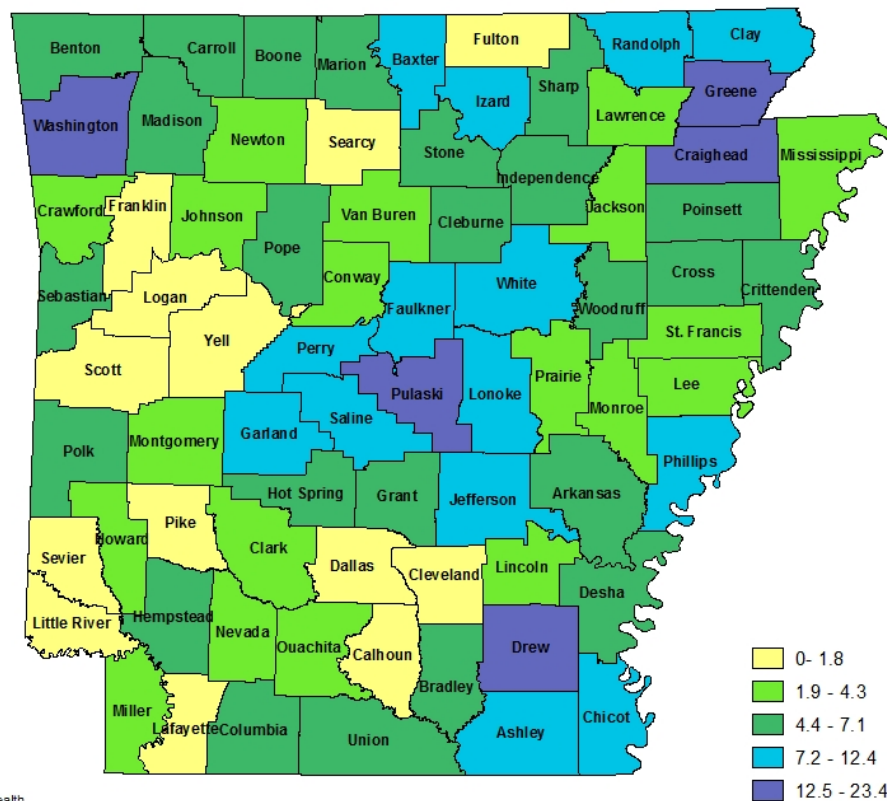 Benton
Carroll
Boone
Marion
Baxter
Fulton
Randolph
Clay
Izard
Sharp
Greene
Washington
Madison
Newton
Searcy
Stone
Lawrence
Craighead
Mississippi
Independence
Crawford
Franklin
Johnson
Van Buren
Cleburne
Jackson
Poinsett
Pope
Conway
White
Cross
Crittenden
Sebastian
Logan
Faulkner
Woodruff
St. Francis
Yell
Perry
Scott
Pulaski
Lonoke
Prairie
Lee
Monroe
Saline
Garland
Polk
Montgomery
Phillips
Hot Spring
Grant
Jefferson
Arkansas
Pike
Howard
Clark
Sevier
Dallas
Cleveland
Lincoln
Desha
Little River
Hempstead
Nevada
Ouachita
Calhoun
Drew
Bradley
Miller
Lafayette
Columbia
Union
Ashley
Chicot
0- 1.8
1.9 - 4.3
4.4 - 7.1
7.2 - 12.4
12.5 - 23.4